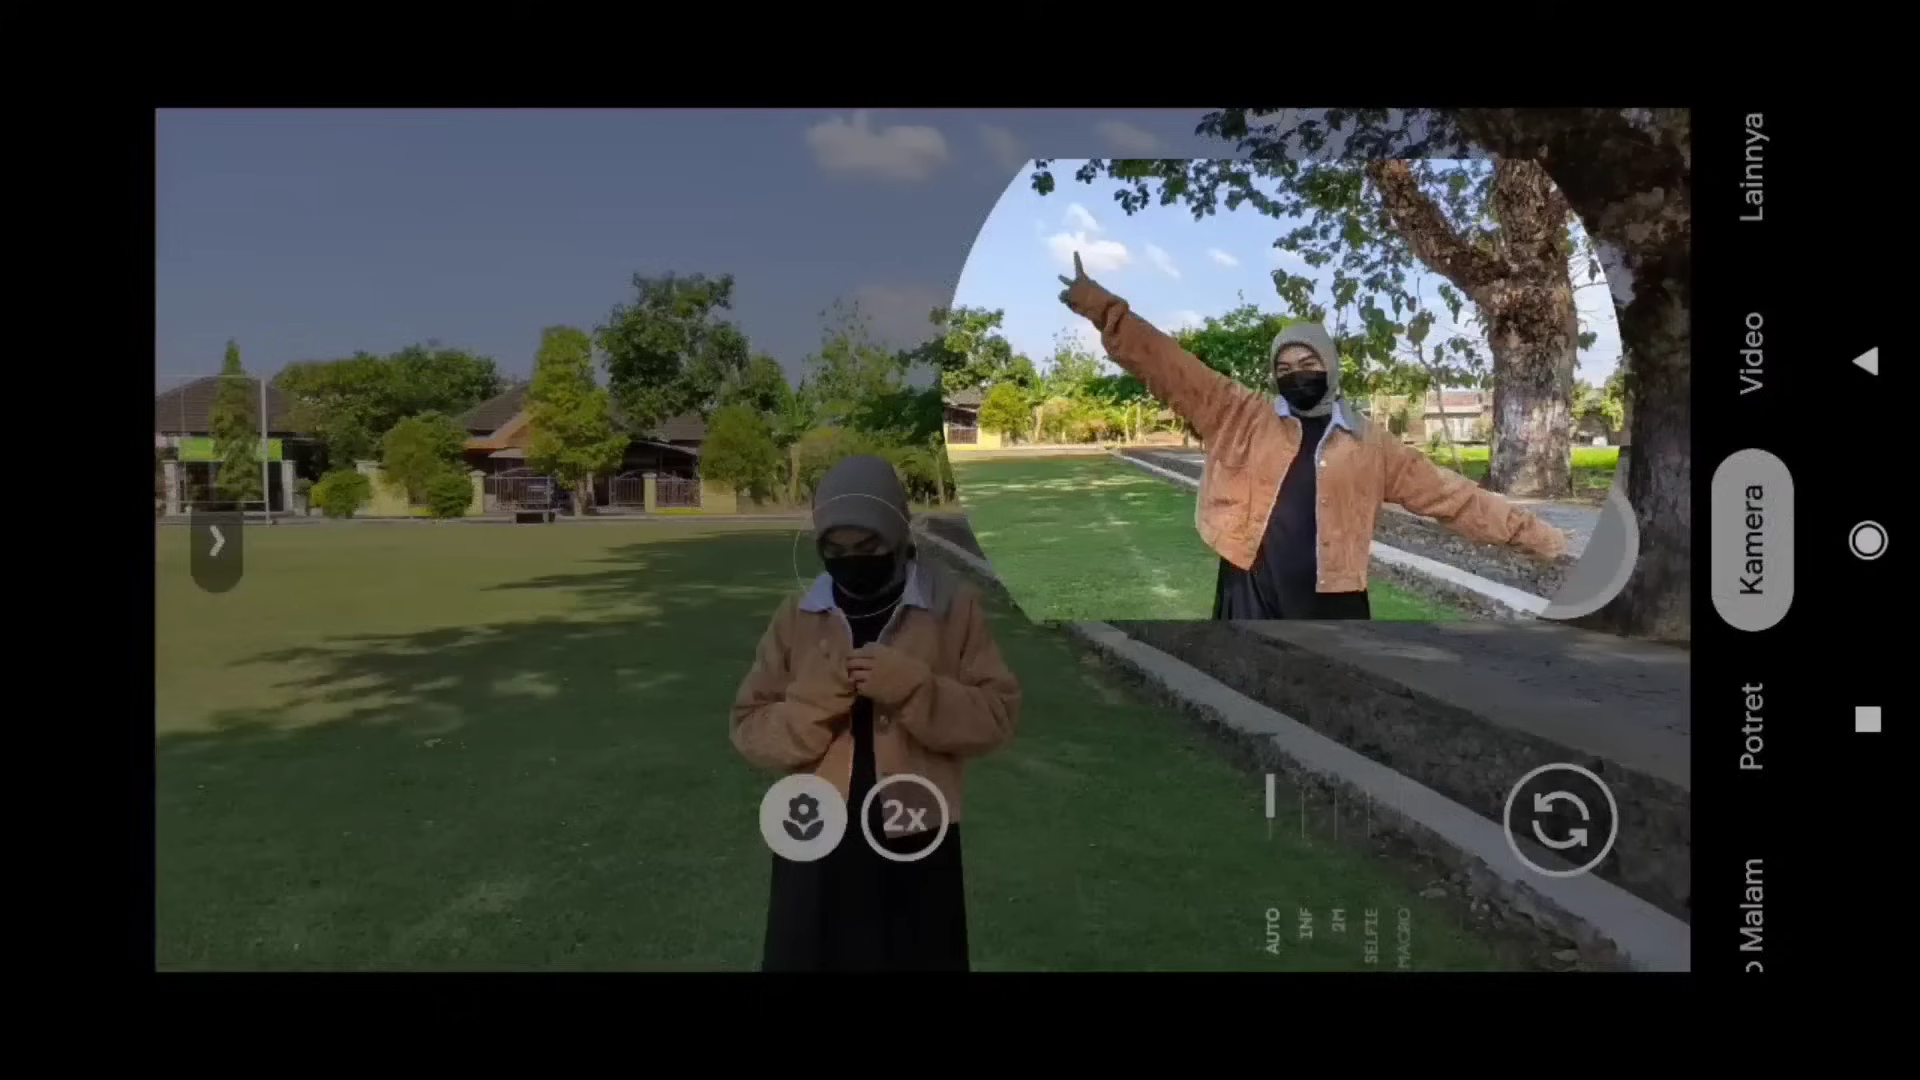 Lainnya
Video
Kamera
Potret
o Malam
2x
AUTO
INF
2M
SELFIE
MACRO